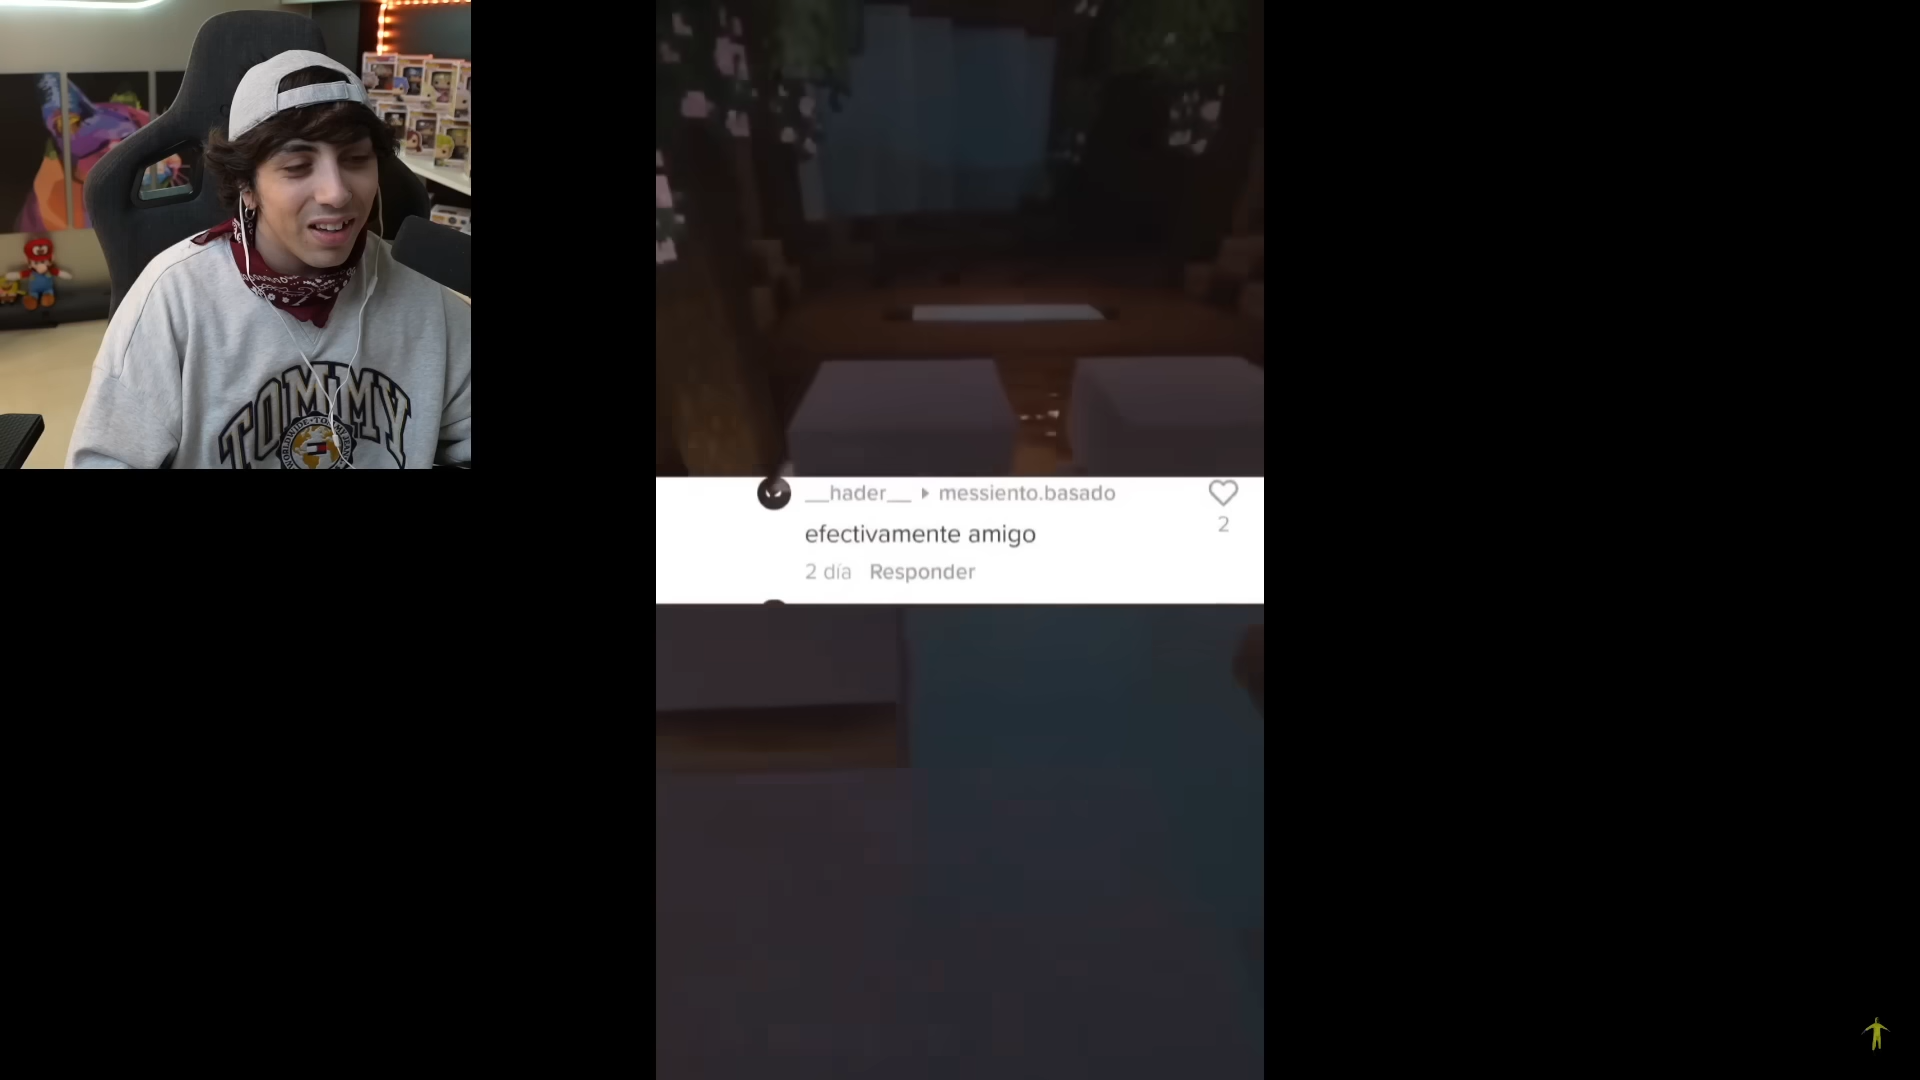 TOMMY
__hader__ ▸ messiento.basado
efectivamente amigo
2
2 día Responder